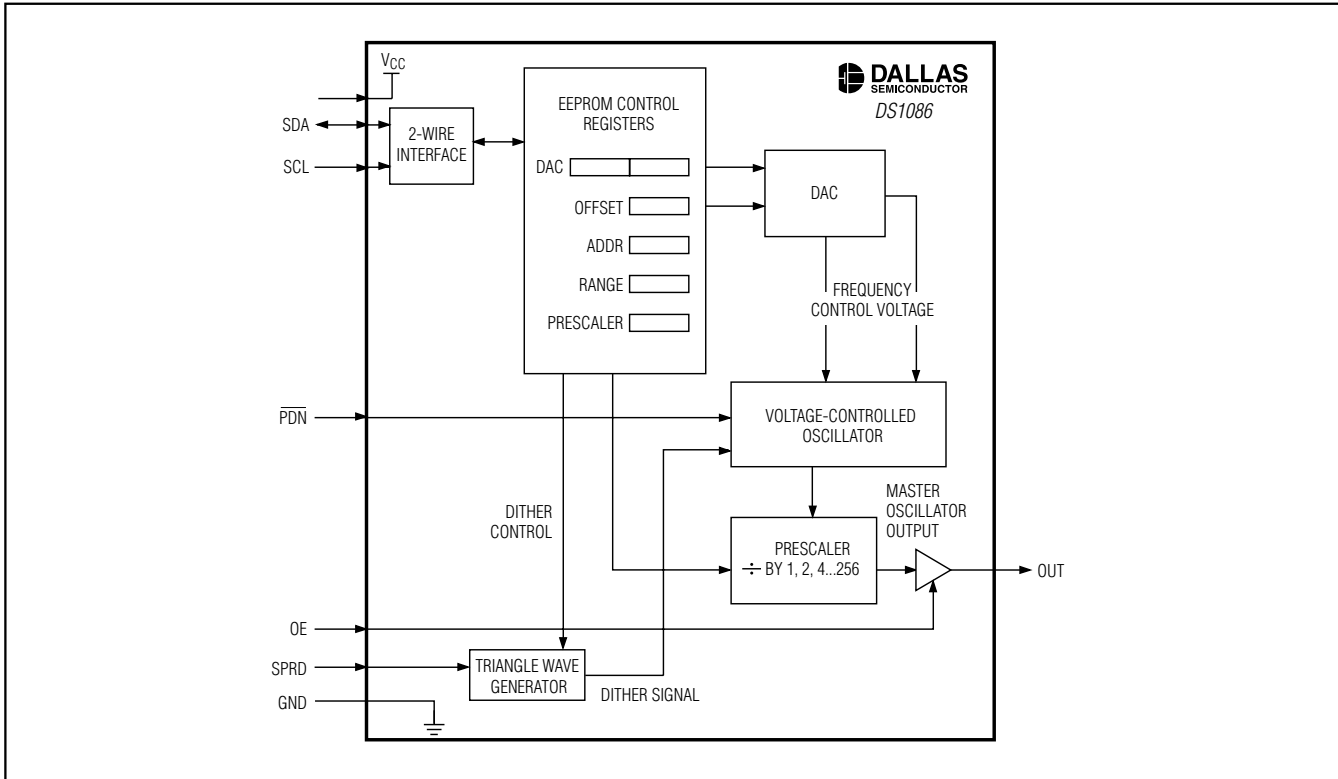 VCC
SDA
SCL
2-WIRE
INTERFACE
EEPROM CONTROL
REGISTERS
DAC
OFFSET
ADDR
RANGE
PRESCALER
DALLAS
SEMICONDUCTOR
DS1086
DAC
FREQUENCY
CONTROL VOLTAGE
PDN
VOLTAGE-CONTROLLED
OSCILLATOR
DITHER
CONTROL
MASTER
OSCILLATOR
OUTPUT
PRESCALER
÷ BY 1, 2, 4...256
OUT
OE
SPRD
GND
TRIANGLE WAVE
GENERATOR
DITHER SIGNAL